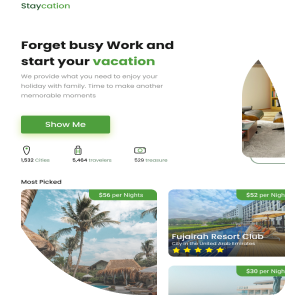 Staycation
Forget busy Work and
start your vacation
We provide what you need to enjoy your
holiday with family. Time to make another
memorable moments
Show Me
1,532 Cities
5,464 travelers
529 treasure
Most Picked
$56 per Nights
$52 per Nigh
Fujairah Resort Club
City in the United Arab Emirates
$30 per Nigh